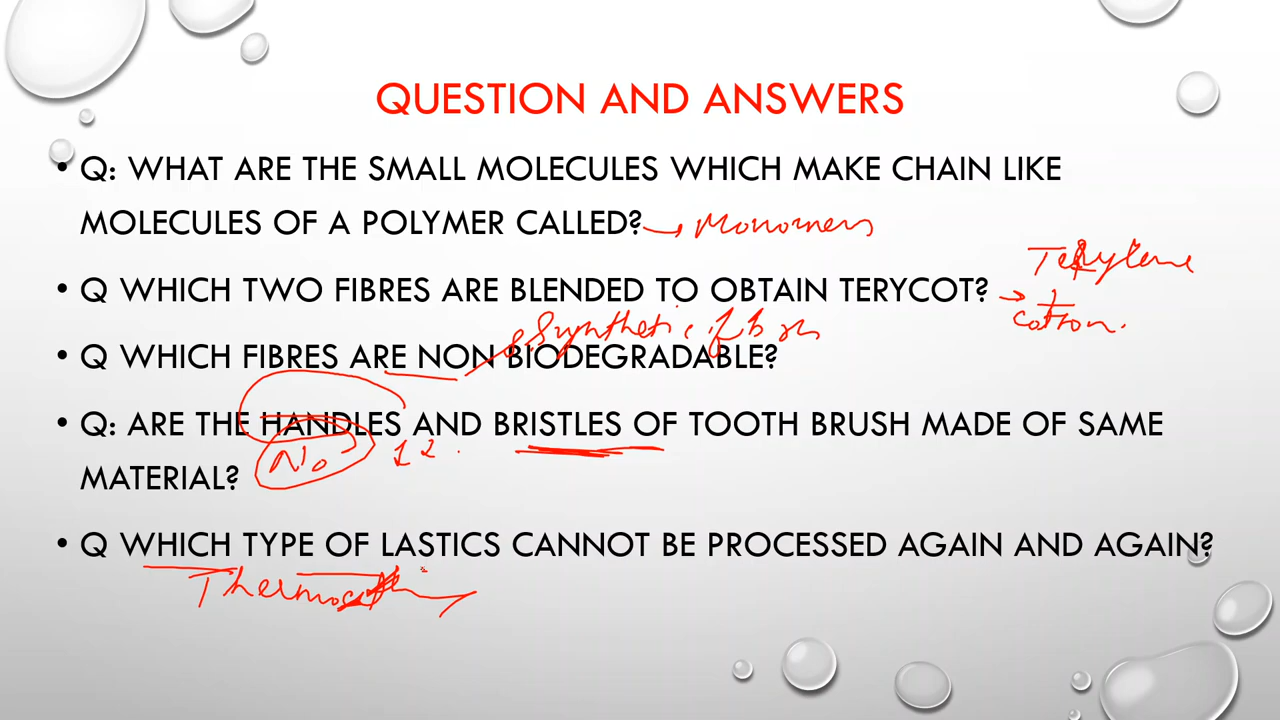 QUESTION AND ANSWERS
• Q: WHAT ARE THE SMALL MOLECULES WHICH MAKE CHAIN LIKE
MOLECULES OF A POLYMER CALLED? → Monomers
Terylene
• Q WHICH TWO FIBRES ARE BLENDED TO OBTAIN TERYCOT? →
+
cotton.
Synthetic fibres
• Q WHICH FIBRES ARE NON BIODEGRADABLE?
• Q: ARE THE HANDLES AND BRISTLES OF TOOTH BRUSH MADE OF SAME
MATERIAL? No
• Q WHICH TYPE OF LASTICS CANNOT BE PROCESSED AGAIN AND AGAIN?